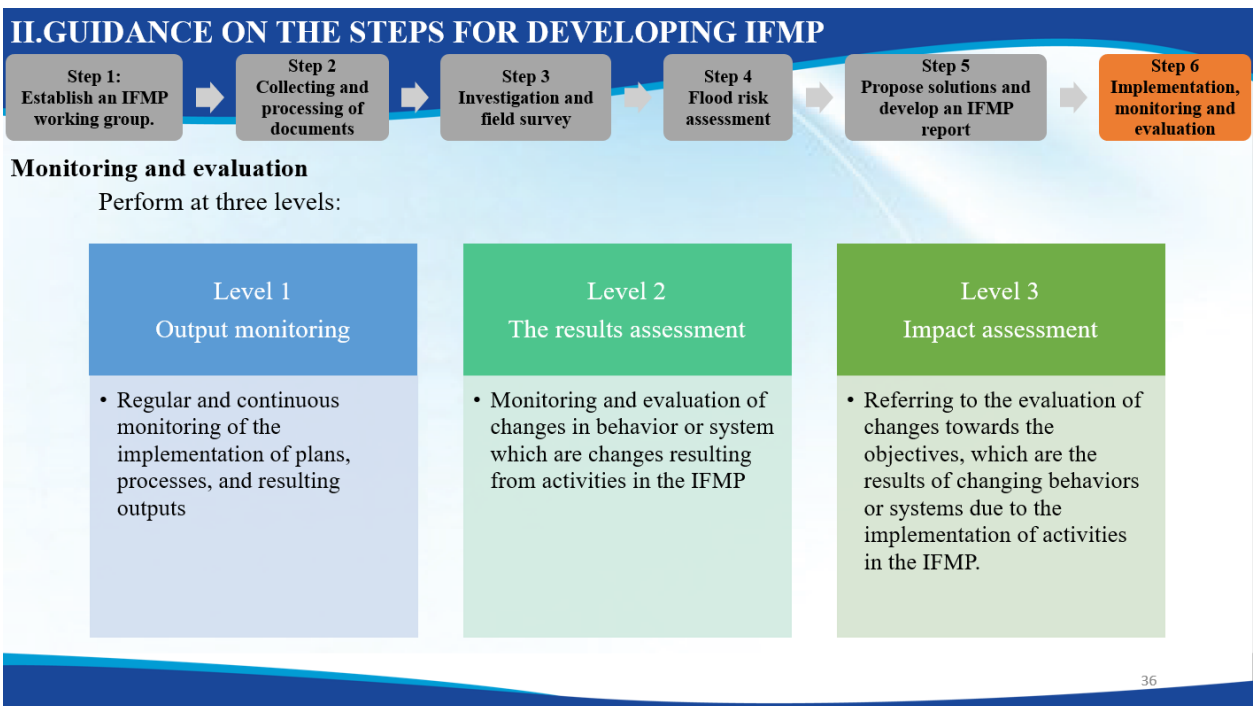 II.GUIDANCE ON THE STEPS FOR DEVELOPING IFMP
Step 1:
Establish an IFMP
working group.
Step 2
Collecting and
processing of
documents
Step 3
Investigation and
field survey
Step 4
Flood risk
assessment
Step 5
Propose solutions and
develop an IFMP
report
Step 6
Implementation,
monitoring and
evaluation
Monitoring and evaluation
Perform at three levels:
Level 1
Output monitoring
• Regular and continuous
monitoring of the
implementation of plans,
processes, and resulting
outputs
Level 2
The results assessment
• Monitoring and evaluation of
changes in behavior or system
which are changes resulting
from activities in the IFMP
Level 3
Impact assessment
• Referring to the evaluation of
changes towards the
objectives, which are the
results of changing behaviors
or systems due to the
implementation of activities
in the IFMP.
36